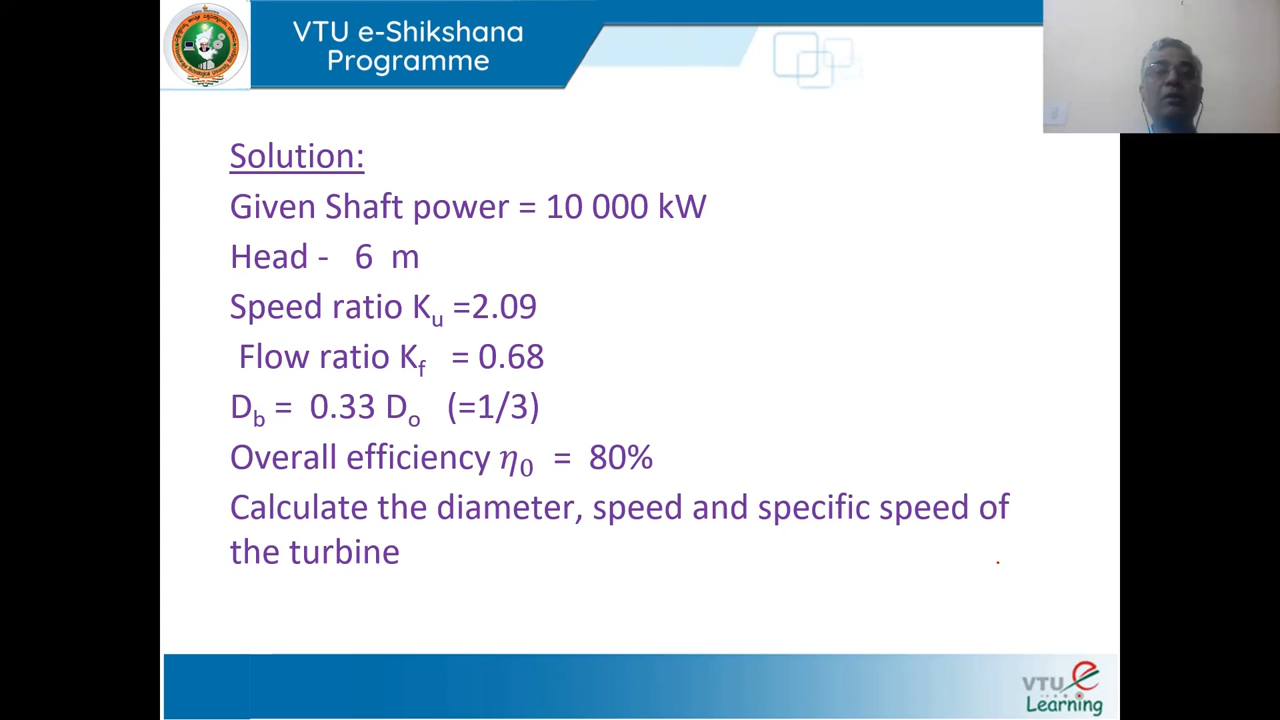 VTU e-Shikshana
Programme
Solution:
Given Shaft power = 10 000 kW
Head - 6 m
Speed ratio Kᵤ =2.09
Flow ratio K_f = 0.68
D_b = 0.33 Dₒ (=1/3)
Overall efficiency 𝜂₀ = 80%
Calculate the diameter, speed and specific speed of
the turbine
VTU e
Learning